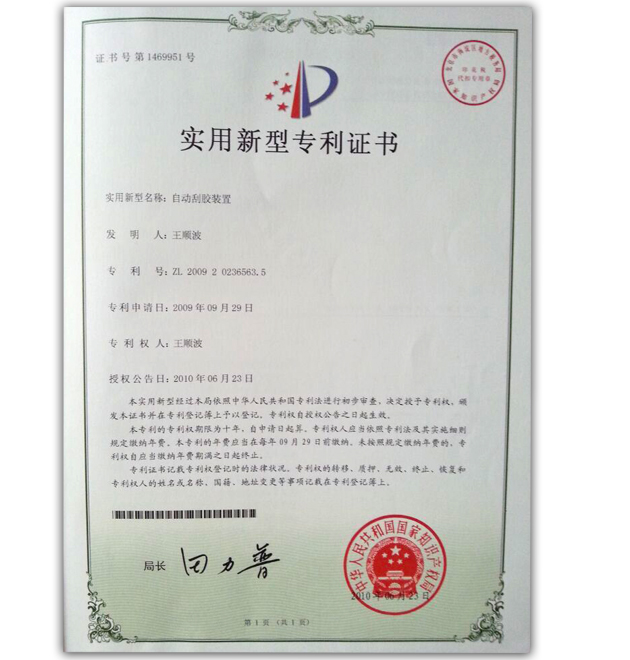 证书号第1469951号
实用新型专利证书
实用新型名称：自动刮胶装置
发明人：王顺波
专利号：ZL 2009 2 0236563.5
专利申请日：2009年09月29日
专利权人：王顺波
授权公告日：2010年06月23日
本实用新型经过本局依照中华人民共和国专利法进行初步审查，决定授予专利权，颁
发本证书并在专利登记簿上予以登记。专利权自授权公告之日起生效。
本专利的专利权期限为十年，自申请日起算。专利权人应当依照专利法及其实施细则
规定缴纳年费。本专利的年费应当在每年09月29日前缴纳。未按照规定缴纳年费的，专
利权自应当缴纳年费期满之日起终止。
专利证书记载专利权登记时的法律状况。专利权的转移、质押、无效、终止、恢复和
专利权人的姓名或名称、国籍、地址变更等事项记载在专利登记簿上。
局长 田力普
中华人民共和国国家知识产权局
2010年06月23日
第1页（共1页）